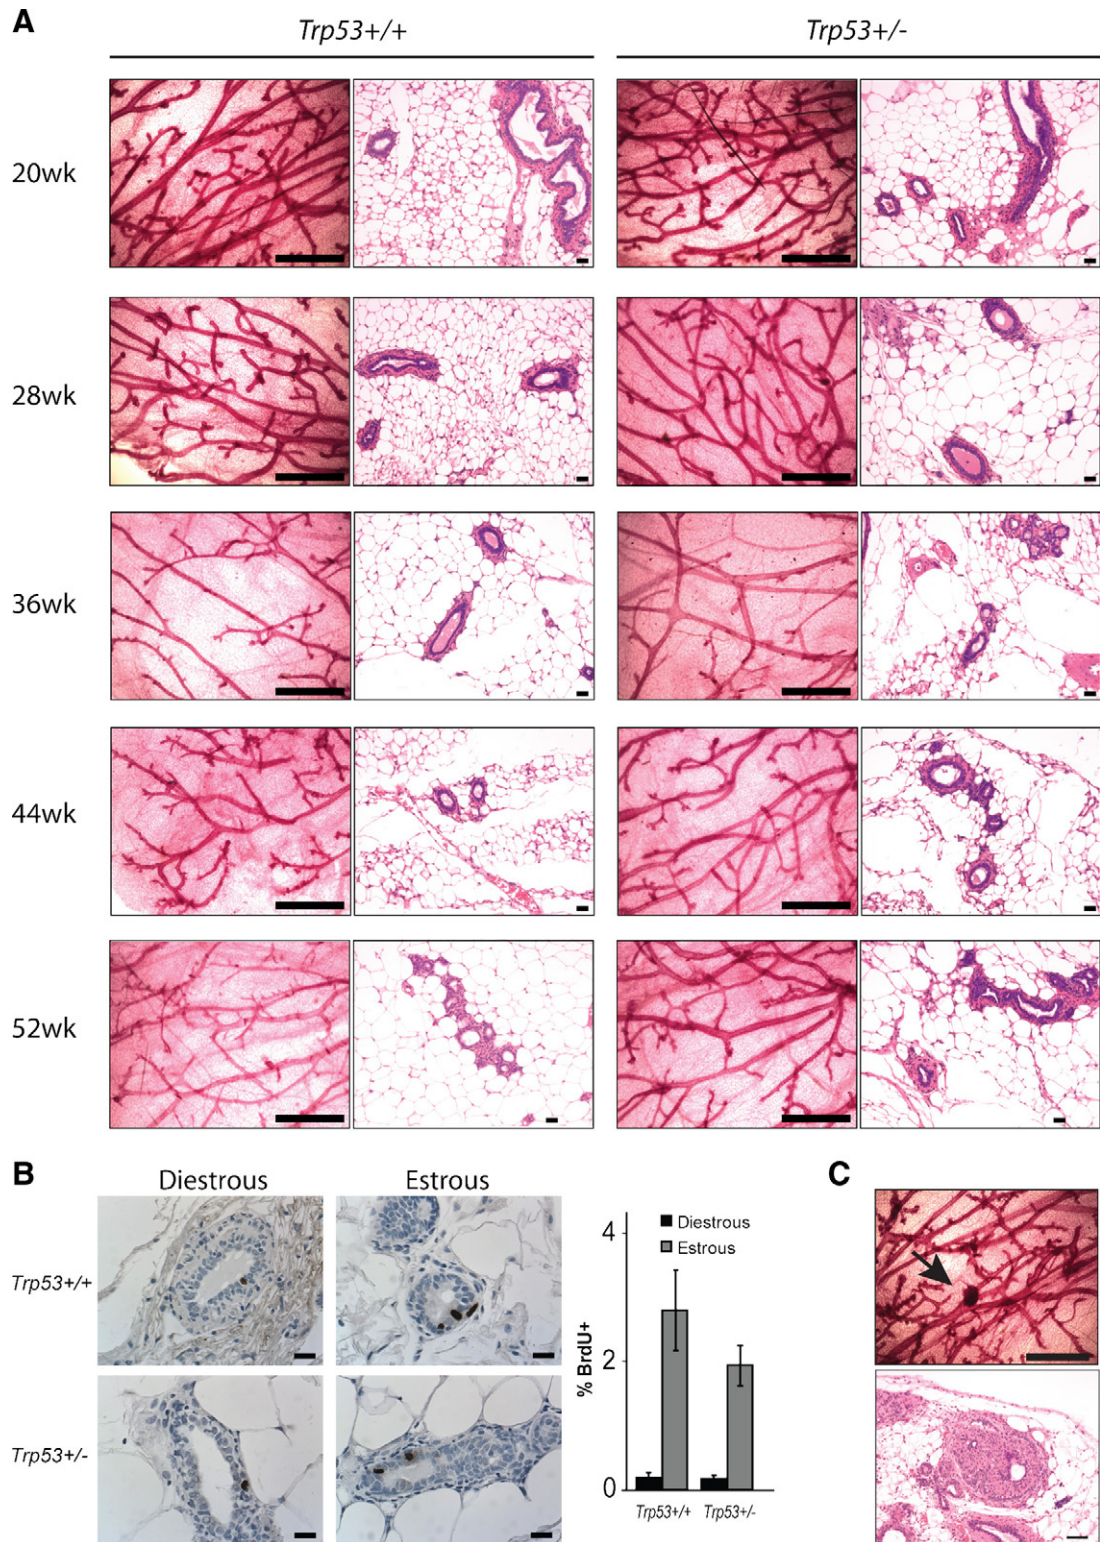 A
Trp53+/+
Trp53+/-
20wk
28wk
36wk
44wk
52wk
B
Diestrous
Estrous
Trp53+/+
Trp53+/-
4
2
0
% BrdU+
Diestrous
Estrous
Trp53+/+
Trp53+/-
C